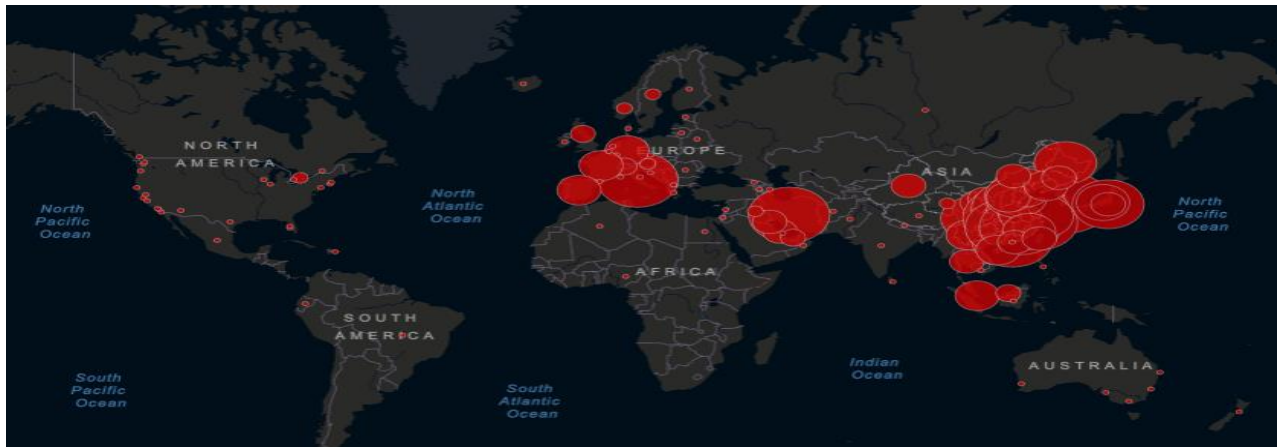 NORTH
AMERICA
EUROPE
ASIA
North
Pacific
Ocean
North
Atlantic
Ocean
North
Pacific
Ocean
AFRICA
SOUTH
AMERICA
Indian
Ocean
AUSTRALIA
South
Pacific
Ocean
South
Atlantic
Ocean